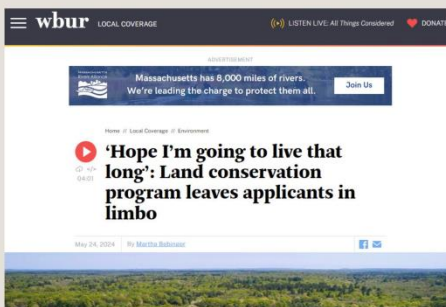 wbur LOCAL COVERAGE LISTEN LIVE: All Things Considered DONATE
ADVERTISEMENT
Massachusetts has 8,000 miles of rivers.
We're leading the charge to protect them all.
Join Us
Home // Local Coverage // Environment
'Hope I'm going to live that
long': Land conservation
program leaves applicants in
limbo
04:01
May 24, 2024 By Martha Bebinger